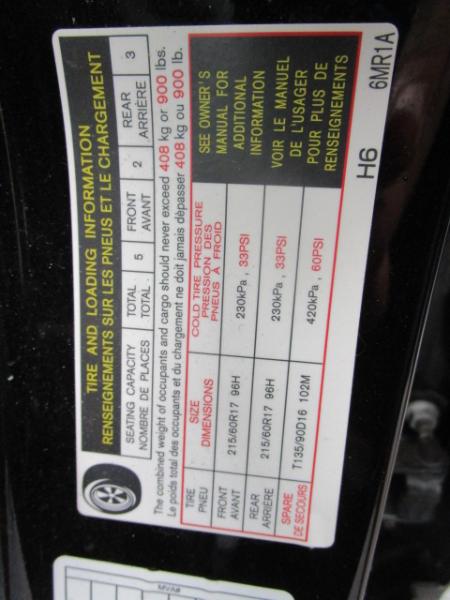 TIRE AND LOADING INFORMATION
RENSEIGNEMENTS SUR LES PNEUS ET LE CHARGEMENT
SEATING CAPACITY TOTAL 5 FRONT 2 REAR 3
NOMBRE DE PLACES TOTAL. AVANT ARRIÈRE
The combined weight of occupants and cargo should never exceed 408 kg or 900 lbs.
Le poids total des occupants et du chargement ne doit jamais dépasser 408 kg ou 900 lb.
TIRE SIZE COLD TIRE PRESSURE
PNEU DIMENSIONS PRESSION DES
PNEUS À FROID
FRONT 215/60R17 96H 230kPa , 33PSI
AVANT
REAR 215/60R17 96H 230kPa , 33PSI
ARRIÈRE
SPARE T135/90D16 102M 420kPa , 60PSI
DE SECOURS
SEE OWNER'S
MANUAL FOR
ADDITIONAL
INFORMATION
VOIR LE MANUEL
DE L'USAGER
POUR PLUS DE
RENSEIGNEMENTS
H6 6MR1A